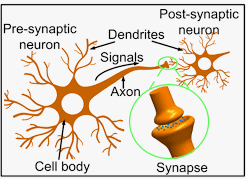 Pre-synaptic
neuron
Post-synaptic
neuron
Dendrites
Signals
Axon
Cell body
Synapse